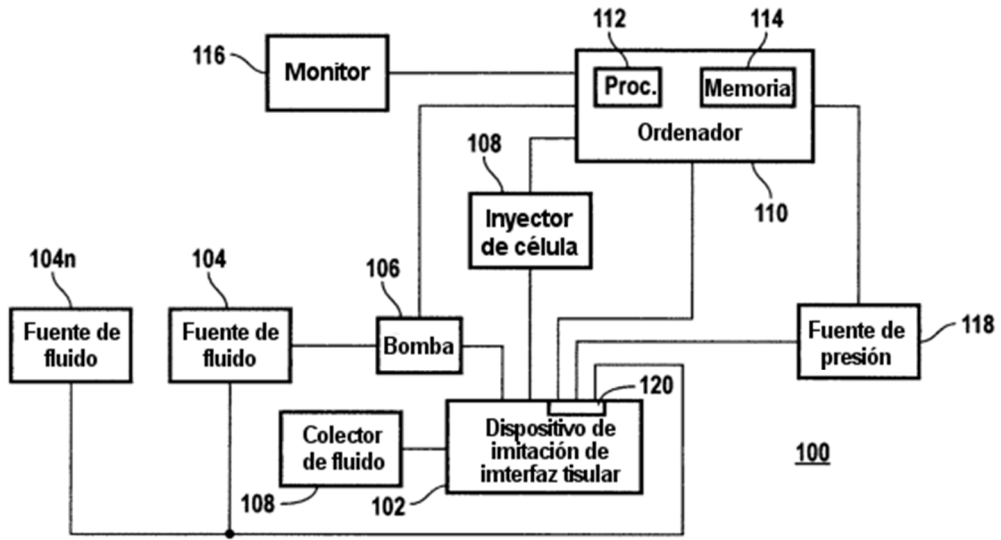 112
114
116
Monitor
Proc.
Memoria
Ordenador
108
110
Inyector
de célula
104n
104
106
Fuente de
fluido
Fuente de
fluido
Bomba
Fuente de
presión
118
120
Colector
de fluido
Dispositivo de
imitación de
imterfaz tisular
100
108
102